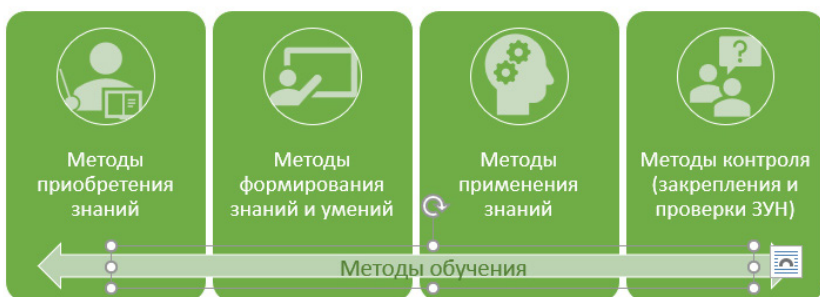 Методы
приобретения
знаний
Методы
формирования
знаний и умений
Методы
применения
знаний
Методы контроля
(закрепления и
проверки ЗУН)
Методы обучения
?